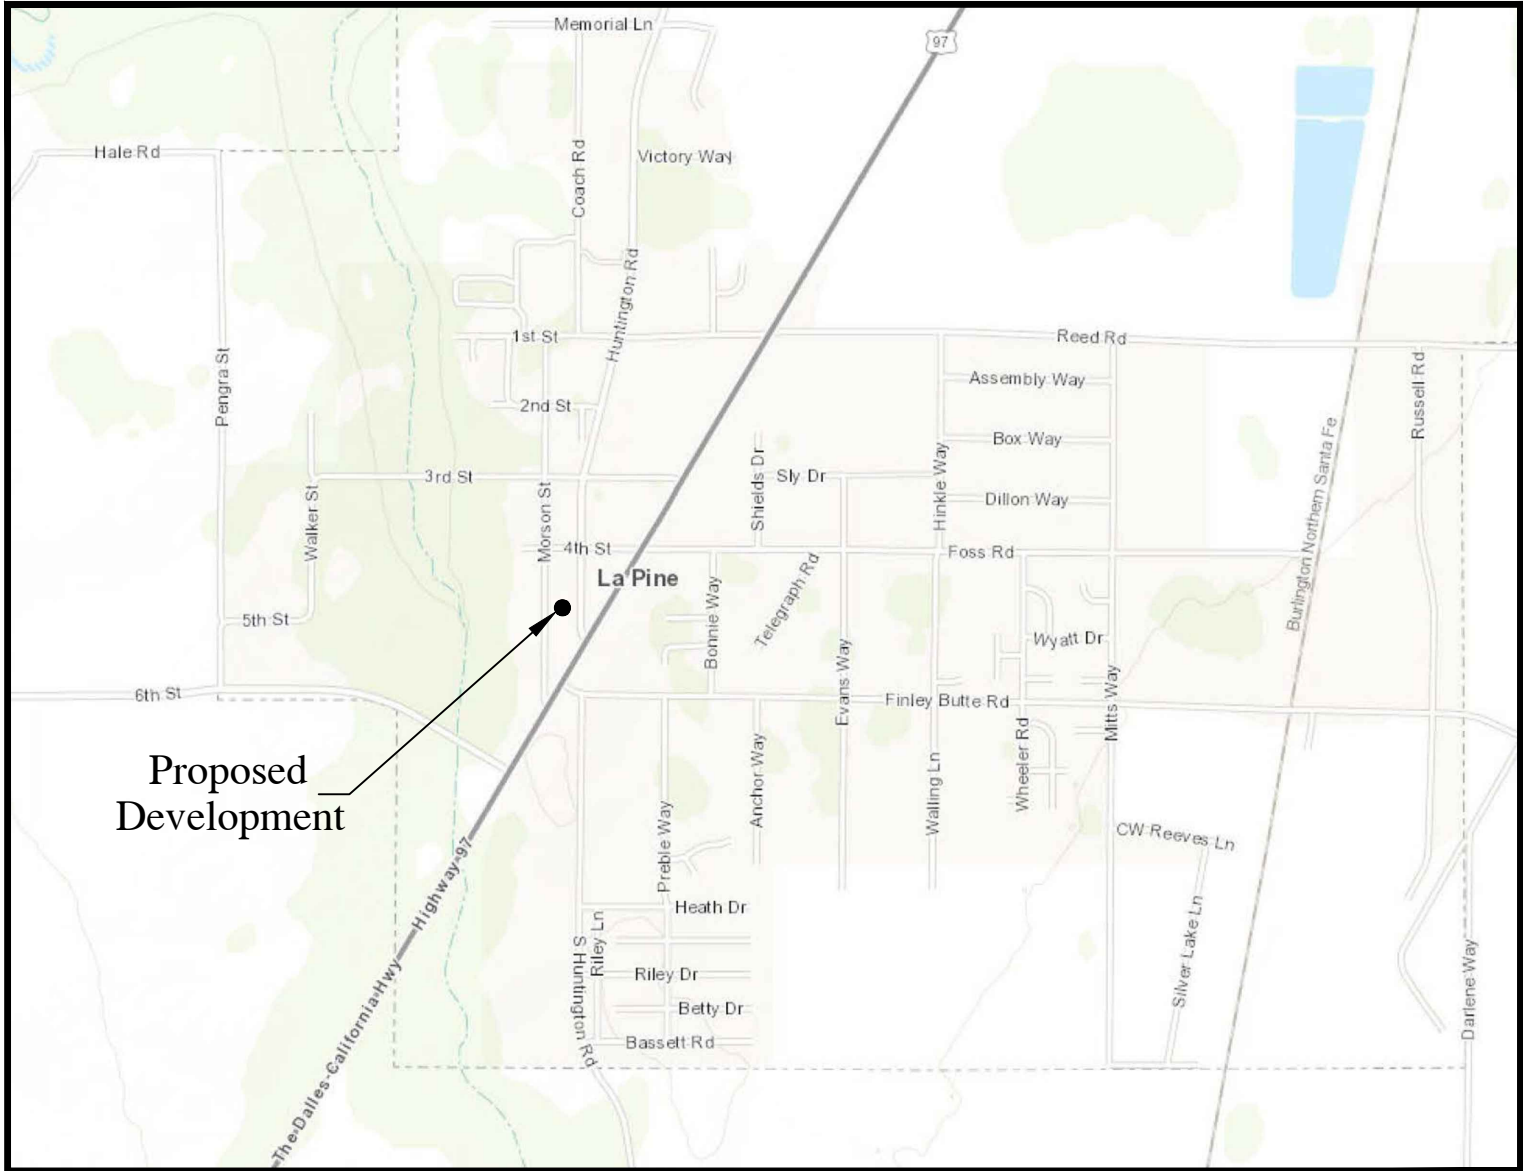 Memorial Ln
97
Hale Rd
Coach Rd
Victory Way
Huntington Rd
1st St
Reed Rd
Pengra St
Assembly Way
Russell Rd
2nd St
Box Way
Burlington Northern Santa Fe
3rd St
Shields Dr
Sly Dr
Hinkle Way
Dillon Way
Walker St
Morson St
4th St
Foss Rd
La Pine
Bonnie Way
Telegraph Rd
5th St
Wyatt Dr
Evans Way
6th St
Finley Butte Rd
Mitts Way
Proposed
Development
Anchor Way
Walling Ln
Wheeler Rd
Preble Way
CW Reeves Ln
The Dalles-California Hwy
Highway 97
Heath Dr
S Huntington Rd
Riley Ln
Silver Lake Ln
Riley Dr
Darlene Way
Betty Dr
Bassett Rd